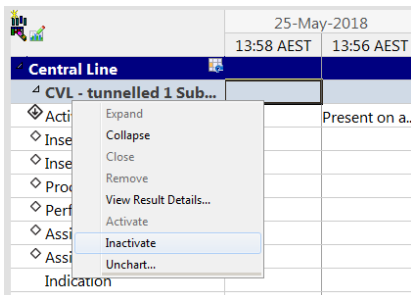 25-May-2018
13:58 AEST 13:56 AEST
Central Line
CVL - tunnelled 1 Sub...
Acti
Expand
Present on a..
Inse
Collapse
Inse
Close
Proc
Remove
Perf
View Result Details...
Assi
Activate
Inactivate
Assi
Unchart...
Indication